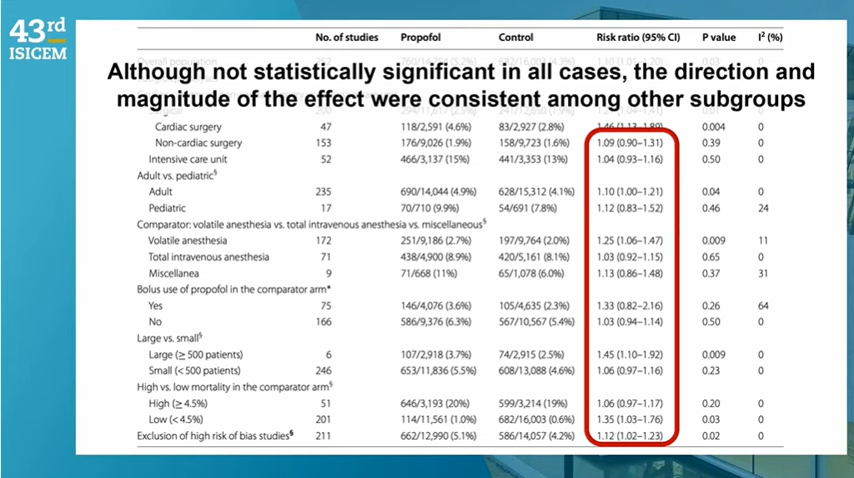 43rd
ISICEM
No. of studies Propofol Control Risk ratio (95% CI) P value I² (%)
Although not statistically significant in all cases, the direction and
magnitude of the effect were consistent among other subgroups
Cardiac surgery 47 118/2,591 (4.6%) 83/2,927 (2.8%) 1.46 (1.13–1.89) 0.004 0
Non-cardiac surgery 153 176/9,026 (1.9%) 158/9,723 (1.6%) 1.09 (0.90–1.31) 0.39 0
Intensive care unit 52 466/3,137 (15%) 441/3,353 (13%) 1.04 (0.93–1.16) 0.50 0
Adult vs. pediatric§
Adult 235 690/14,044 (4.9%) 628/15,312 (4.1%) 1.10 (1.00–1.21) 0.04 0
Pediatric 17 70/710 (9.9%) 54/691 (7.8%) 1.12 (0.83–1.52) 0.46 24
Comparator: volatile anesthesia vs. total intravenous anesthesia vs. miscellaneous§
Volatile anesthesia 172 251/9,186 (2.7%) 197/9,764 (2.0%) 1.25 (1.06–1.47) 0.009 11
Total intravenous anesthesia 71 438/4,900 (8.9%) 420/5,161 (8.1%) 1.03 (0.92–1.15) 0.65 0
Miscellanea 9 71/668 (11%) 65/1,078 (6.0%) 1.13 (0.86–1.48) 0.37 31
Bolus use of propofol in the comparator arm*
Yes 75 146/4,076 (3.6%) 105/4,635 (2.3%) 1.33 (0.82–2.16) 0.26 64
No 166 586/9,376 (6.3%) 567/10,567 (5.4%) 1.03 (0.94–1.14) 0.50 0
Large vs. small§
Large (≥ 500 patients) 6 107/2,918 (3.7%) 74/2,915 (2.5%) 1.45 (1.10–1.92) 0.009 0
Small (< 500 patients) 246 653/11,836 (5.5%) 608/13,088 (4.6%) 1.06 (0.97–1.16) 0.23 0
High vs. low mortality in the comparator arm§
High (≥ 4.5%) 51 646/3,193 (20%) 599/3,214 (19%) 1.06 (0.97–1.17) 0.20 0
Low (< 4.5%) 201 114/11,561 (1.0%) 682/16,003 (0.6%) 1.35 (1.03–1.76) 0.03 0
Exclusion of high risk of bias studies§ 211 662/12,990 (5.1%) 586/14,057 (4.2%) 1.12 (1.02–1.23) 0.02 0